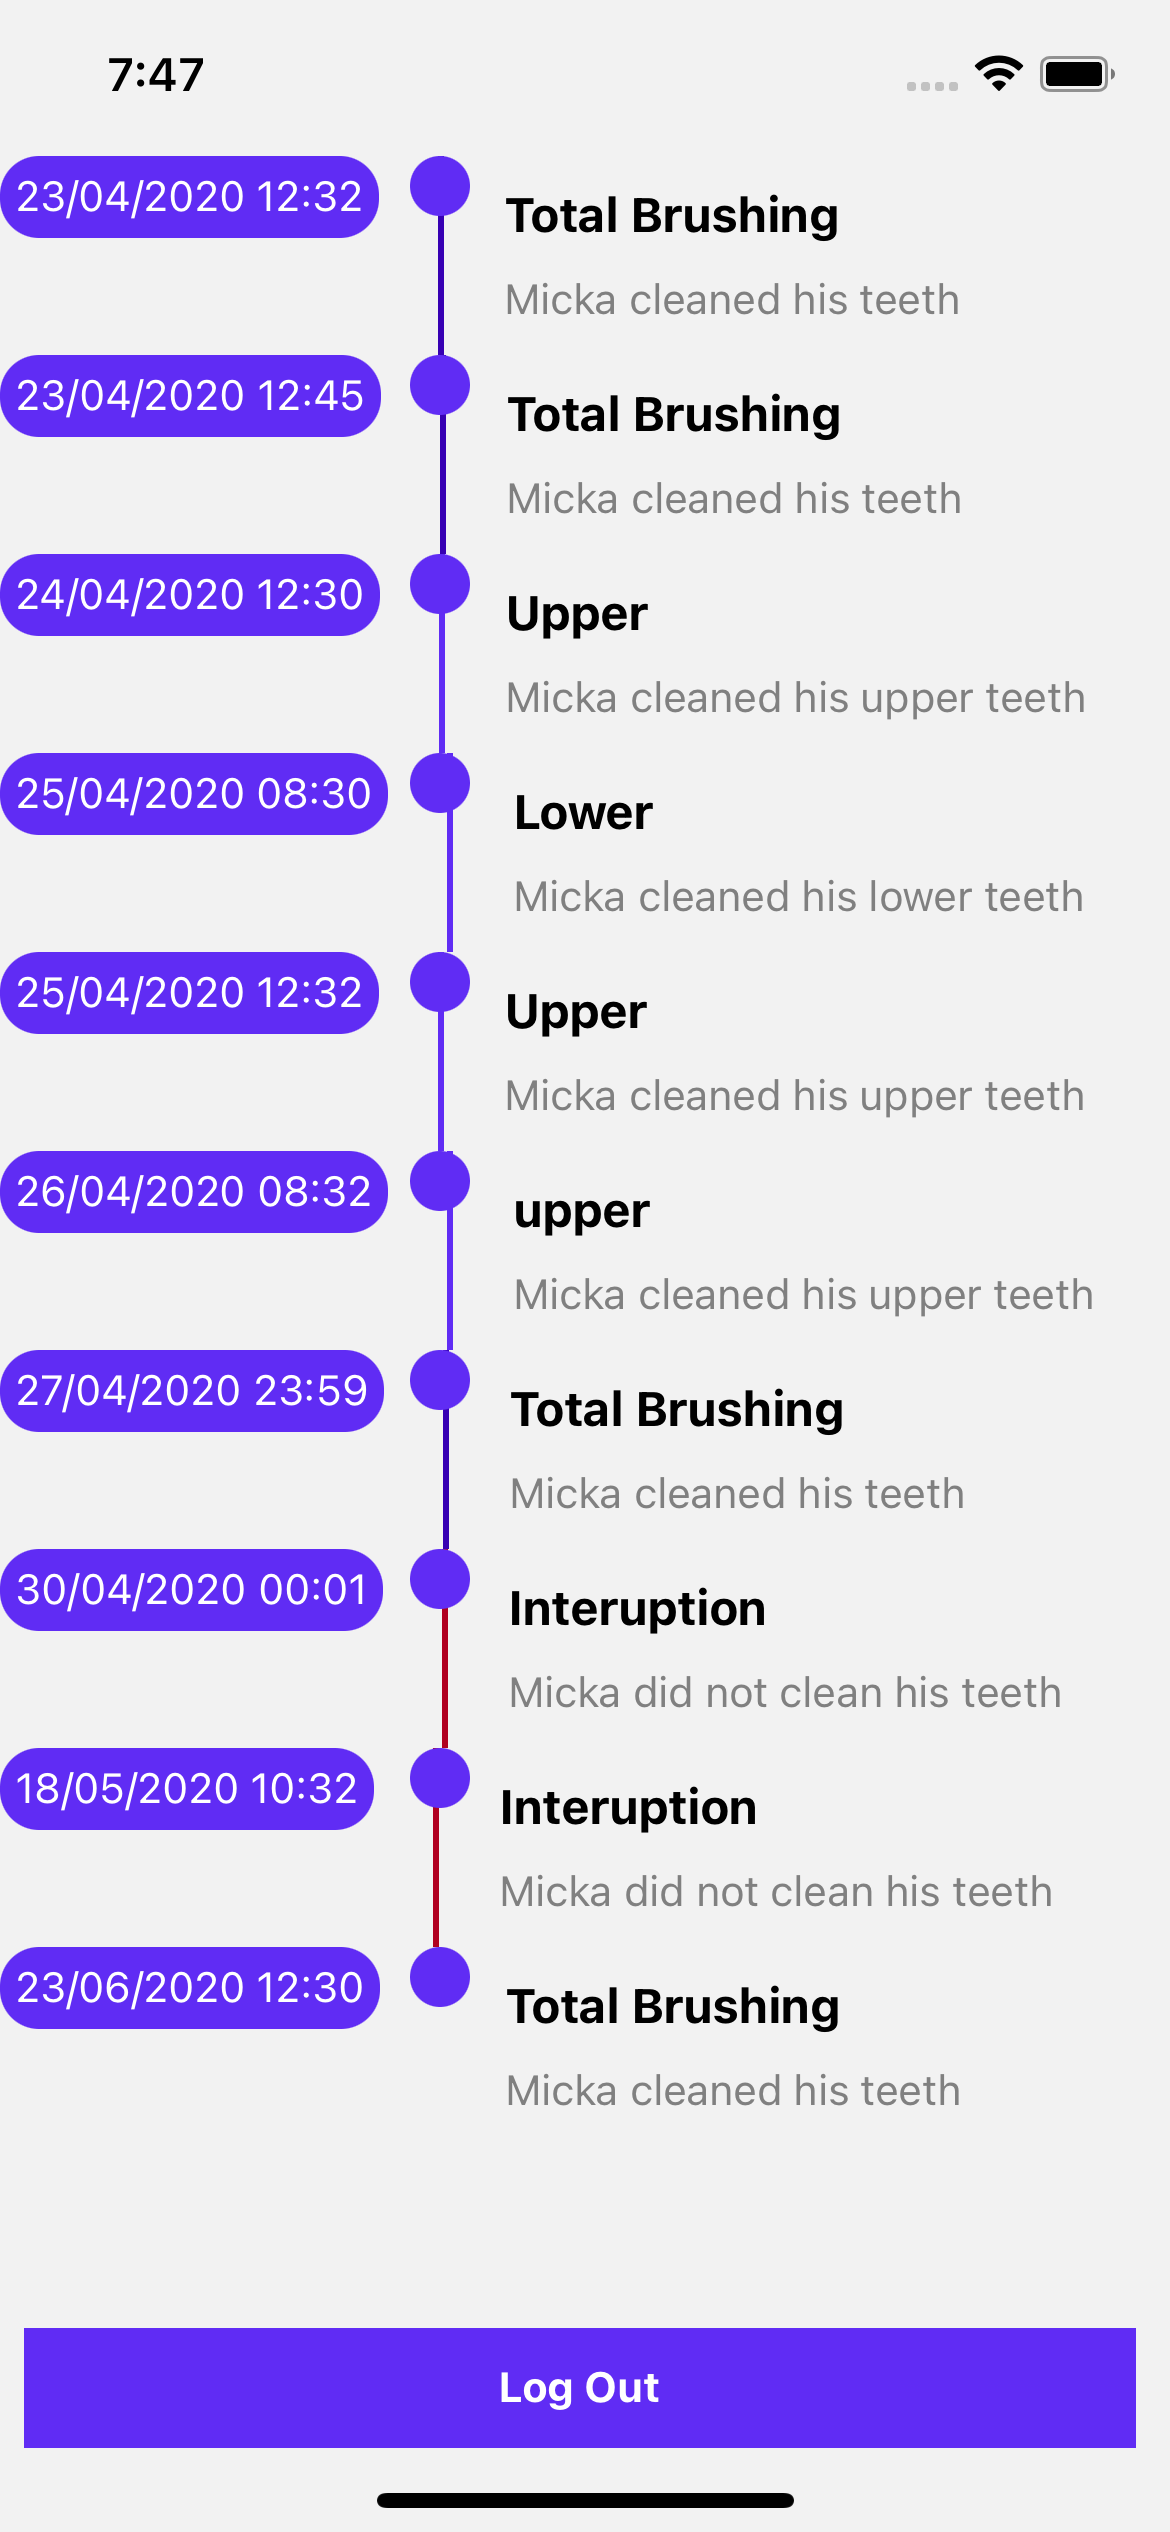 7:47
23/04/2020 12:32
Total Brushing
Micka cleaned his teeth
23/04/2020 12:45
Total Brushing
Micka cleaned his teeth
24/04/2020 12:30
Upper
Micka cleaned his upper teeth
25/04/2020 08:30
Lower
Micka cleaned his lower teeth
25/04/2020 12:32
Upper
Micka cleaned his upper teeth
26/04/2020 08:32
upper
Micka cleaned his upper teeth
27/04/2020 23:59
Total Brushing
Micka cleaned his teeth
30/04/2020 00:01
Interuption
Micka did not clean his teeth
18/05/2020 10:32
Interuption
Micka did not clean his teeth
23/06/2020 12:30
Total Brushing
Micka cleaned his teeth
Log Out